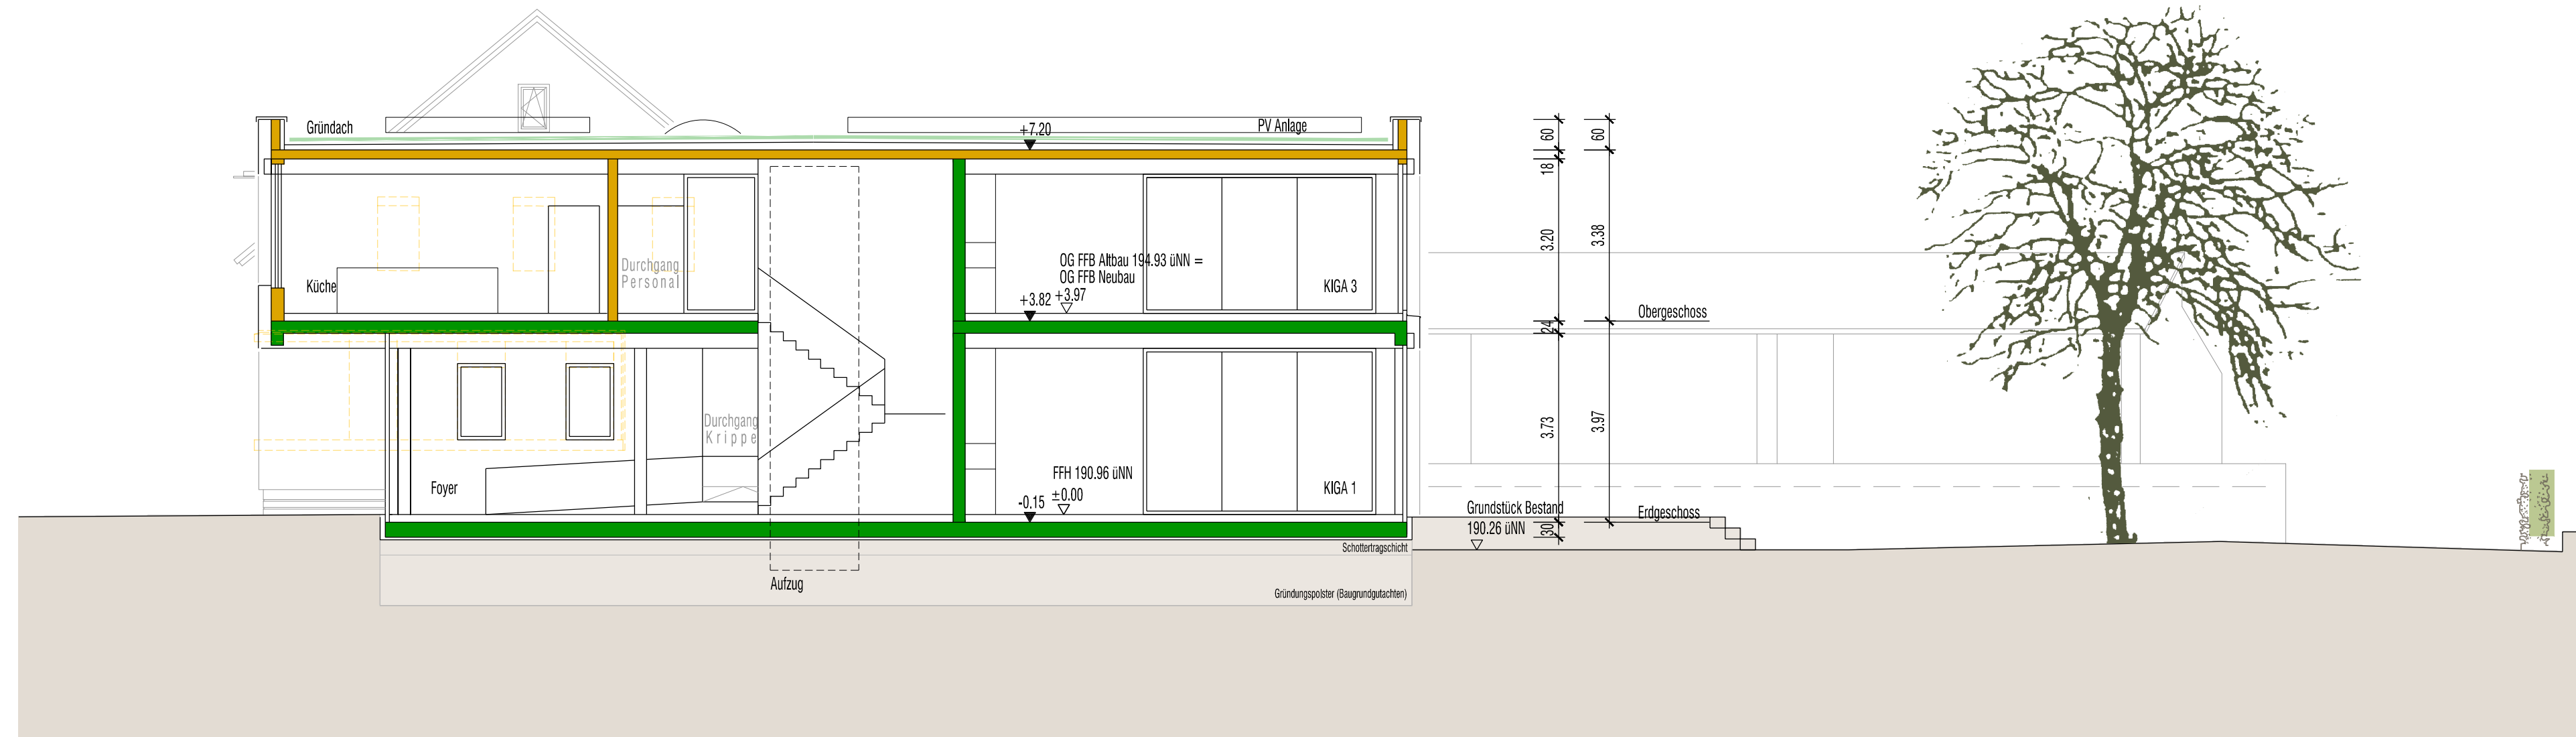 Gründach
+7.20
PV Anlage
60
60
18
3.20
3.38
Durchgang
Personal
Küche
OG FFB Altbau 194.93 üNN =
OG FFB Neubau
+3.82
+3.97
KIGA 3
Obergeschoss
24
3.73
3.97
Durchgang
Krippe
Foyer
FFH 190.96 üNN
-0.15
±0.00
KIGA 1
Grundstück Bestand
190.26 üNN
30
Erdgeschoss
Schottertragschicht
Aufzug
Gründungspolster (Baugrundgutachten)